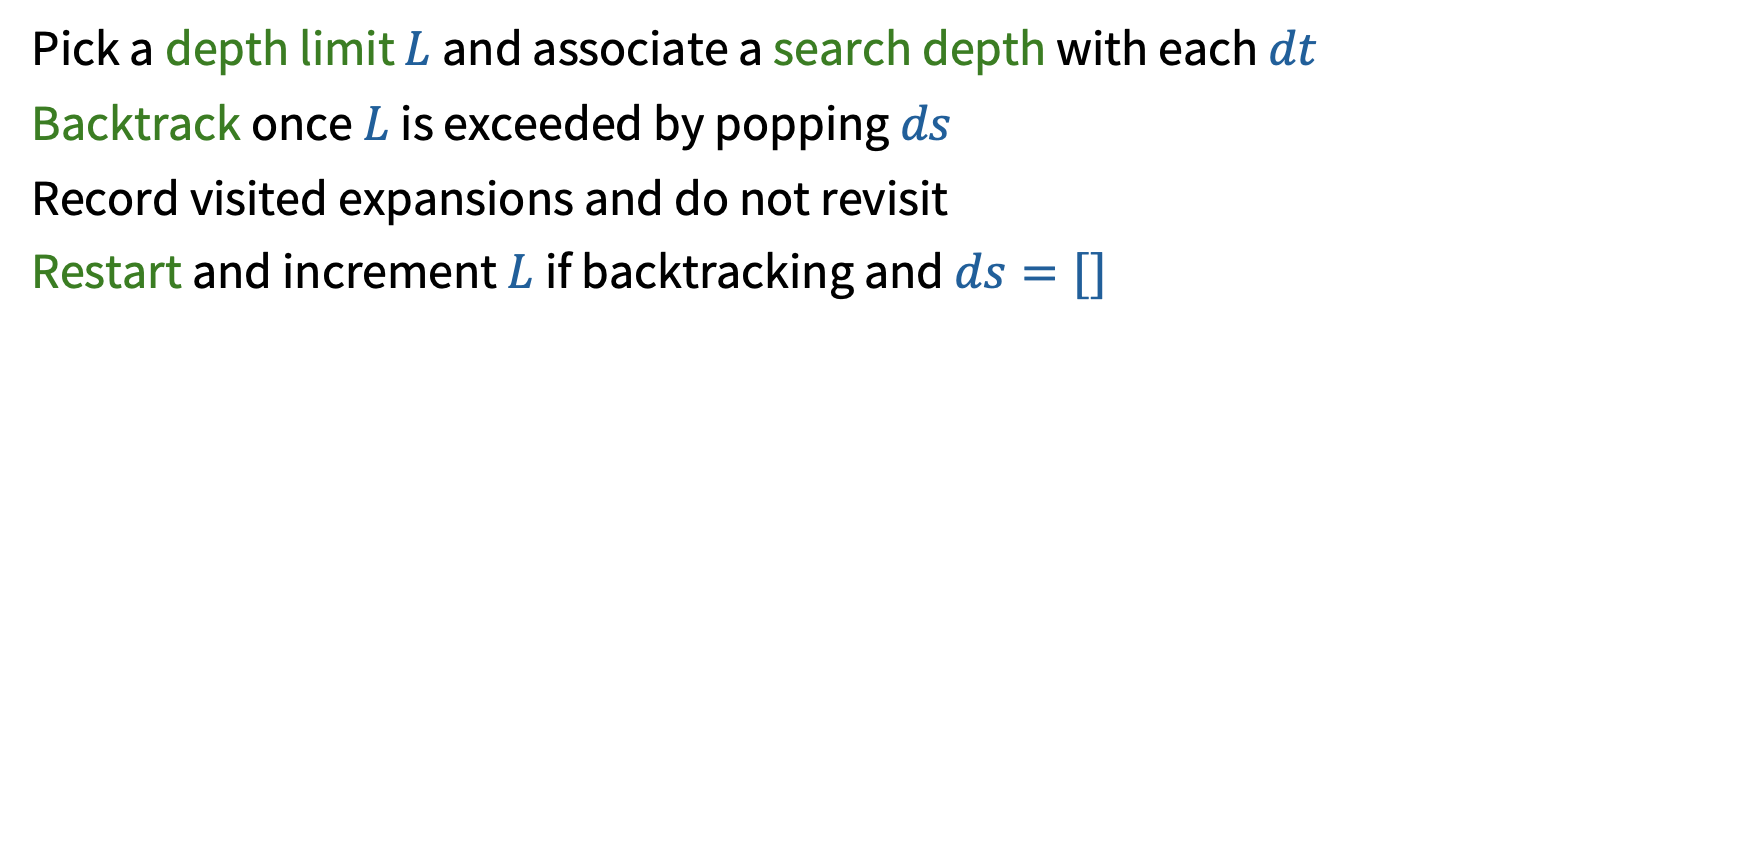 Pick a depth limit L and associate a search depth with each dt
Backtrack once L is exceeded by popping ds
Record visited expansions and do not revisit
Restart and increment L if backtracking and ds = []